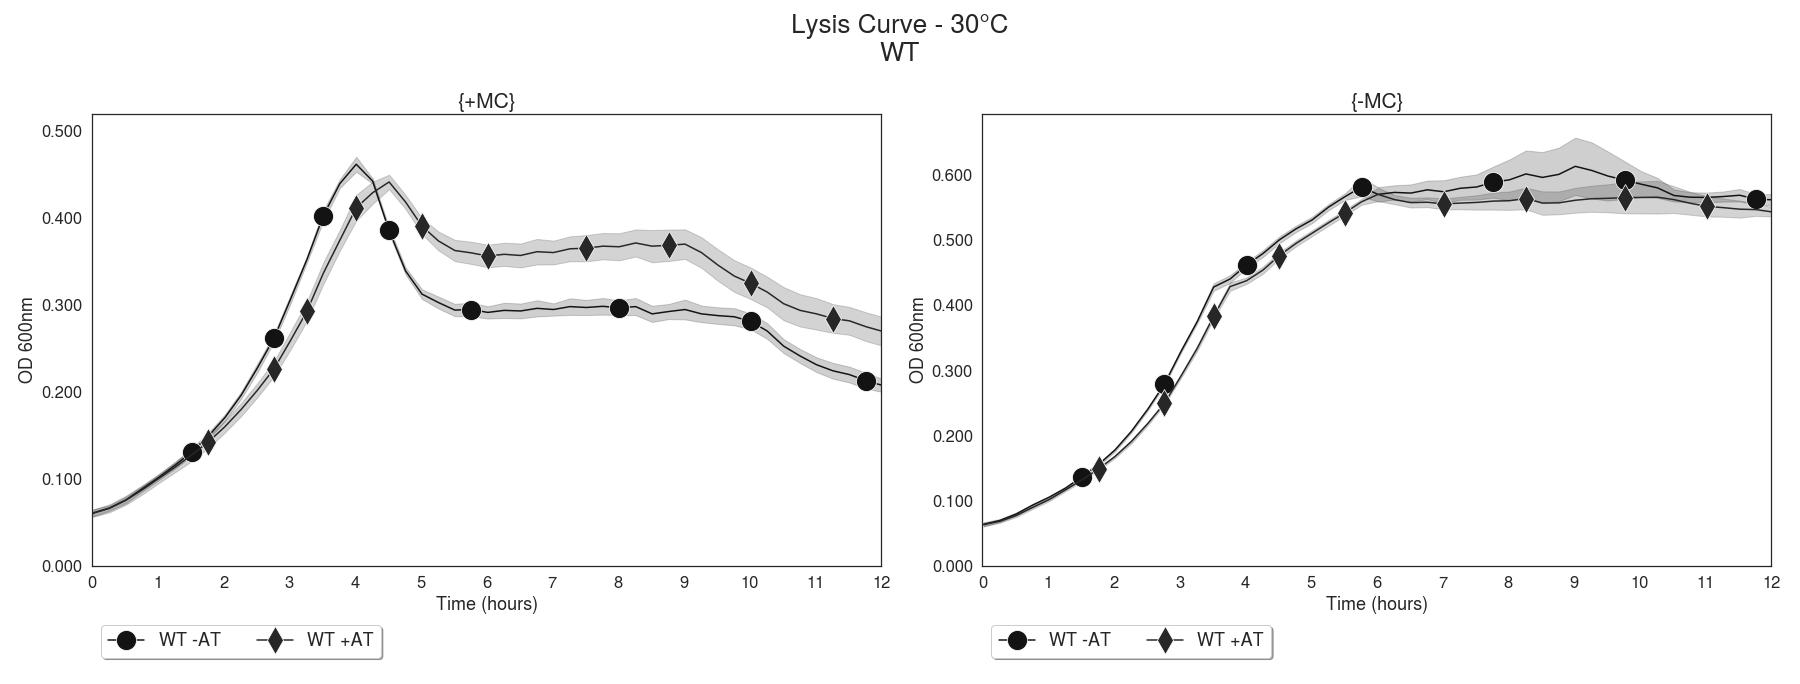 Lysis Curve - 30°C
WT
{+MC}
0.500
0.400
0.300
0.200
0.100
0.000
OD 600nm
0 1 2 3 4 5 6 7 8 9 10 11 12
Time (hours)
WT -AT WT +AT
{-MC}
0.600
0.500
0.400
0.300
0.200
0.100
0.000
OD 600nm
0 1 2 3 4 5 6 7 8 9 10 11 12
Time (hours)
WT -AT WT +AT